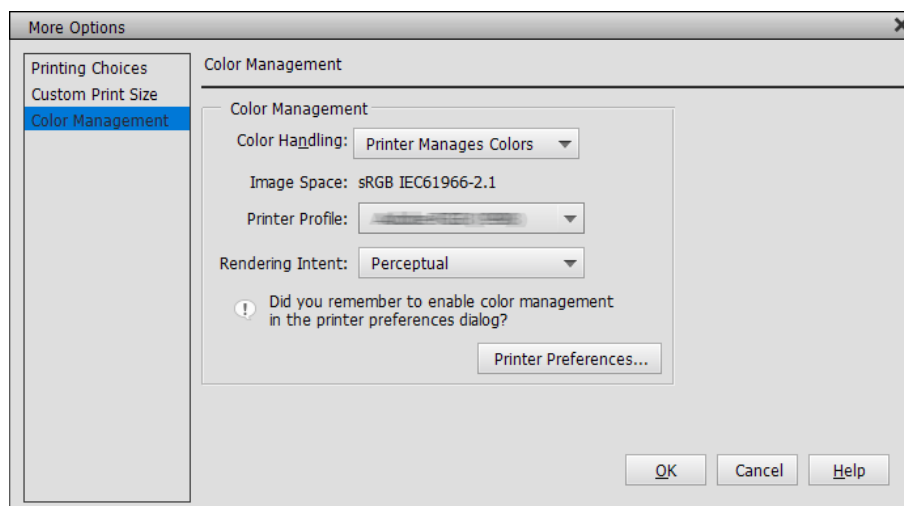 More Options
Printing Choices
Custom Print Size
Color Management
Color Management
Color Management
Color Handling: Printer Manages Colors
Image Space: sRGB IEC61966-2.1
Printer Profile:
Rendering Intent: Perceptual
Did you remember to enable color management
in the printer preferences dialog?
Printer Preferences...
OK Cancel Help